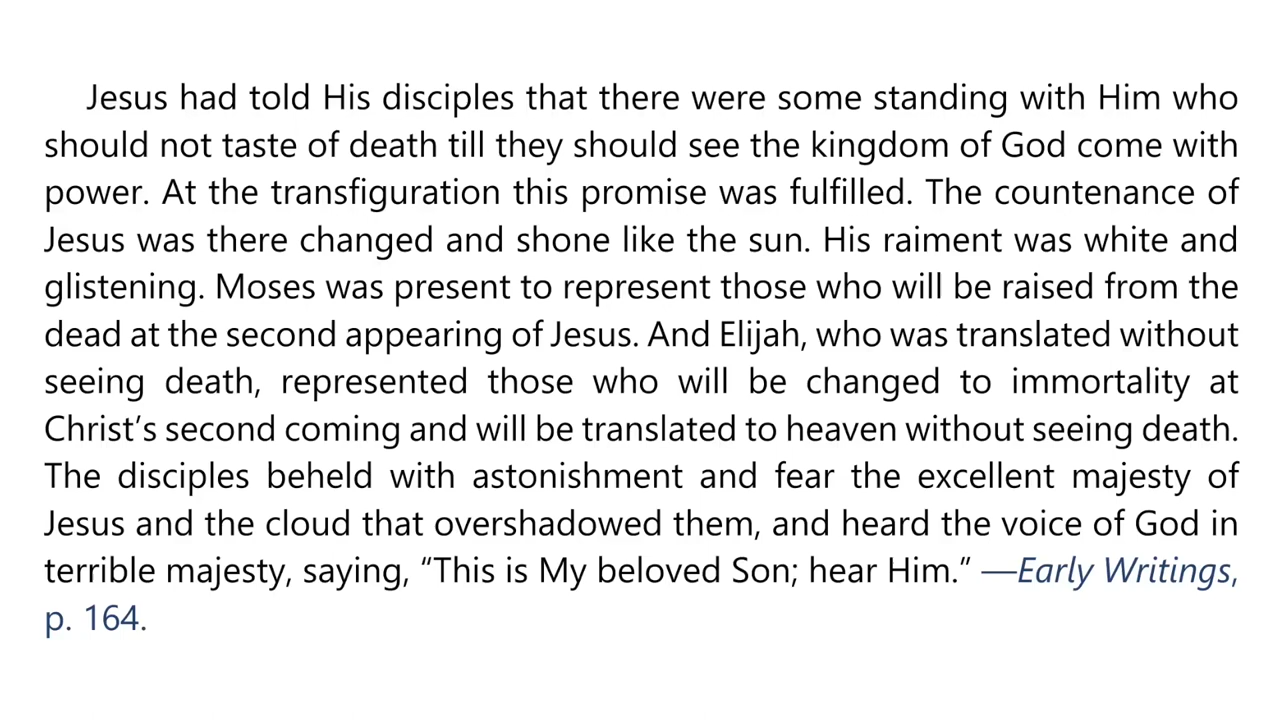 Jesus had told His disciples that there were some standing with Him who
should not taste of death till they should see the kingdom of God come with
power. At the transfiguration this promise was fulfilled. The countenance of
Jesus was there changed and shone like the sun. His raiment was white and
glistening. Moses was present to represent those who will be raised from the
dead at the second appearing of Jesus. And Elijah, who was translated without
seeing death, represented those who will be changed to immortality at
Christ’s second coming and will be translated to heaven without seeing death.
The disciples beheld with astonishment and fear the excellent majesty of
Jesus and the cloud that overshadowed them, and heard the voice of God in
terrible majesty, saying, “This is My beloved Son; hear Him.” —Early Writings,
p. 164.